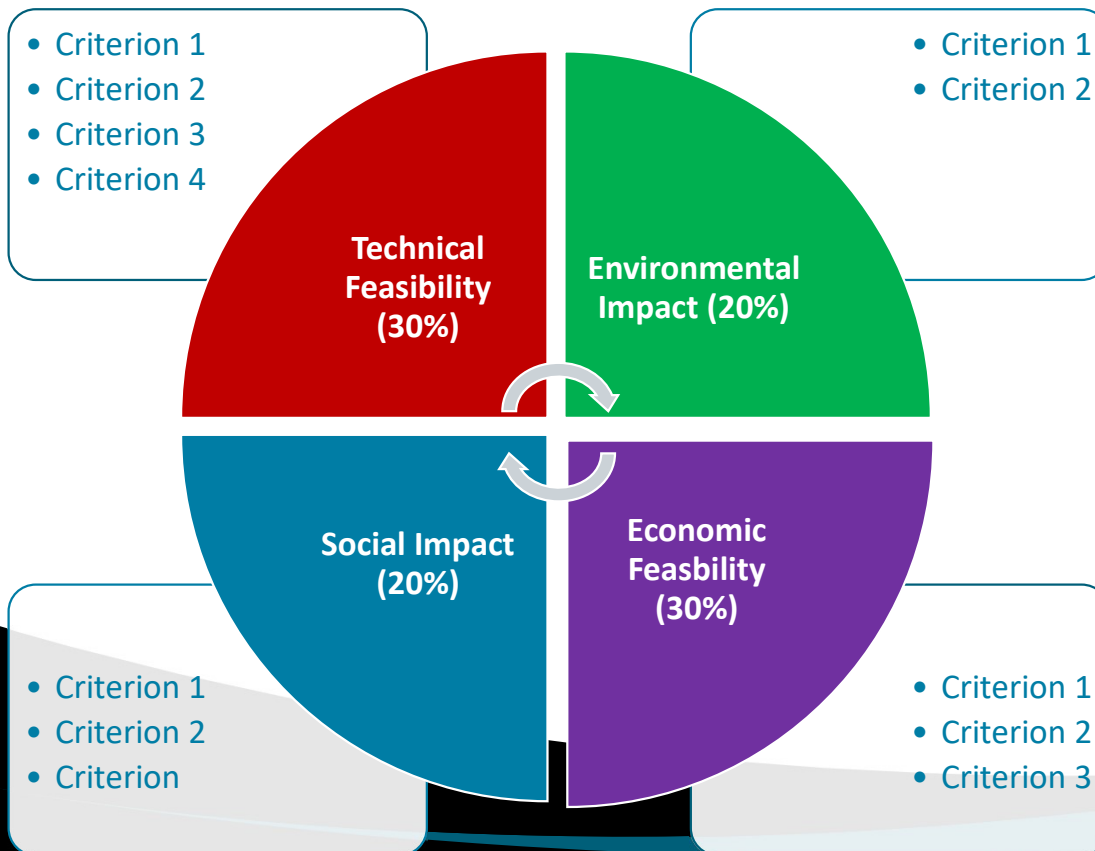 • Criterion 1
• Criterion 2
• Criterion 3
• Criterion 4
• Criterion 1
• Criterion 2
Technical
Feasibility
(30%)
Environmental
Impact (20%)
Social Impact
(20%)
Economic
Feasbility
(30%)
• Criterion 1
• Criterion 2
• Criterion
• Criterion 1
• Criterion 2
• Criterion 3